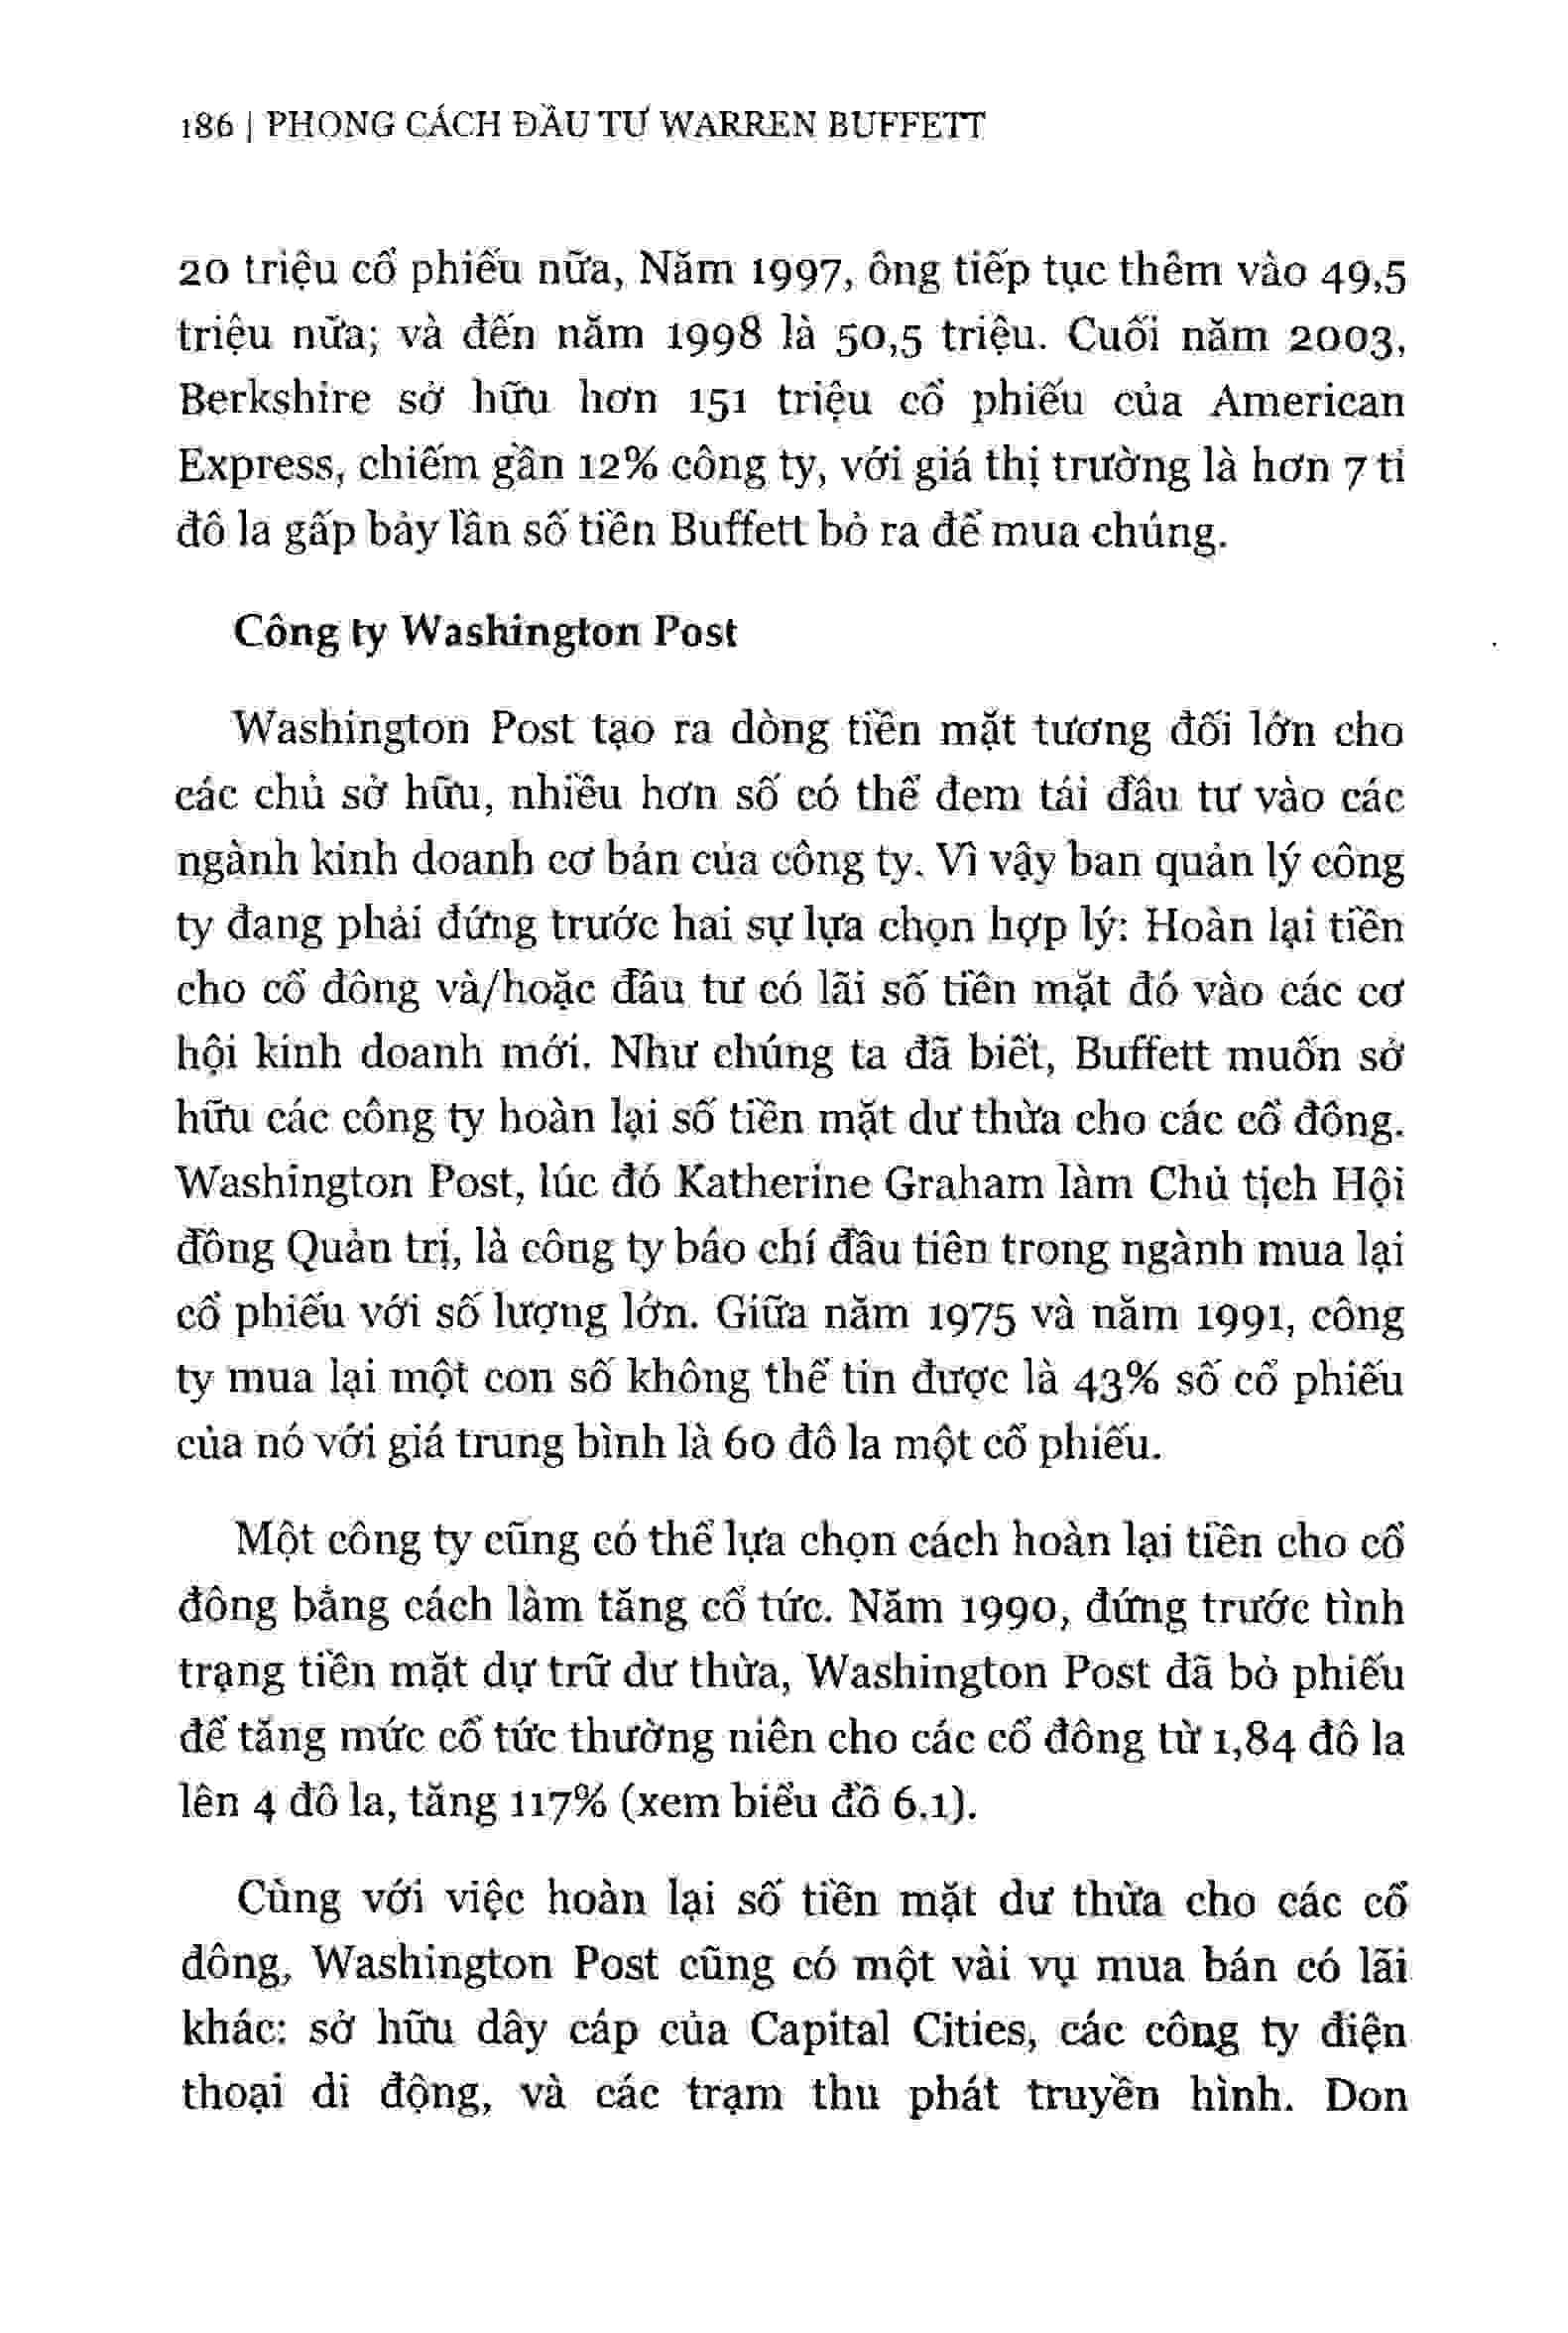 186 | PHONG CÁCH ĐẦU TƯ WARREN BUFFETT
20 triệu cổ phiếu nữa, Năm 1997, ông tiếp tục thêm vào 49,5
triệu nữa; và đến năm 1998 là 50,5 triệu. Cuối năm 2003,
Berkshire sở hữu hơn 151 triệu cổ phiếu của American
Express, chiếm gần 12% công ty, với giá thị trường là hơn 7 tỉ
đô la gấp bảy lần số tiền Buffett bỏ ra để mua chúng.
Công ty Washington Post
Washington Post tạo ra dòng tiền mặt tương đối lớn cho
các chủ sở hữu, nhiều hơn số có thể đem tái đầu tư vào các
ngành kinh doanh cơ bản của công ty. Vì vậy ban quản lý công
ty đang phải đứng trước hai sự lựa chọn hợp lý: Hoàn lại tiền
cho cổ đông và/hoặc đầu tư có lãi số tiền mặt đó vào các cơ
hội kinh doanh mới. Như chúng ta đã biết, Buffett muốn sở
hữu các công ty hoàn lại số tiền mặt dư thừa cho các cổ đông.
Washington Post, lúc đó Katherine Graham làm Chủ tịch Hội
đồng Quản trị, là công ty báo chí đầu tiên trong ngành mua lại
cổ phiếu với số lượng lớn. Giữa năm 1975 và năm 1991, công
ty mua lại một con số không thể tin được là 43% số cổ phiếu
của nó với giá trung bình là 60 đô la một cổ phiếu.
Một công ty cũng có thể lựa chọn cách hoàn lại tiền cho cổ
đông bằng cách làm tăng cổ tức. Năm 1990, đứng trước tình
trạng tiền mặt dự trữ dư thừa, Washington Post đã bỏ phiếu
để tăng mức cổ tức thường niên cho các cổ đông từ 1,84 đô la
lên 4 đô la, tăng 117% (xem biểu đồ 6.1).
Cùng với việc hoàn lại số tiền mặt dư thừa cho các cổ
đông, Washington Post cũng có một vài vụ mua bán có lãi
khác: sở hữu dây cáp của Capital Cities, các công ty điện
thoại di động, và các trạm thu phát truyền hình. Don